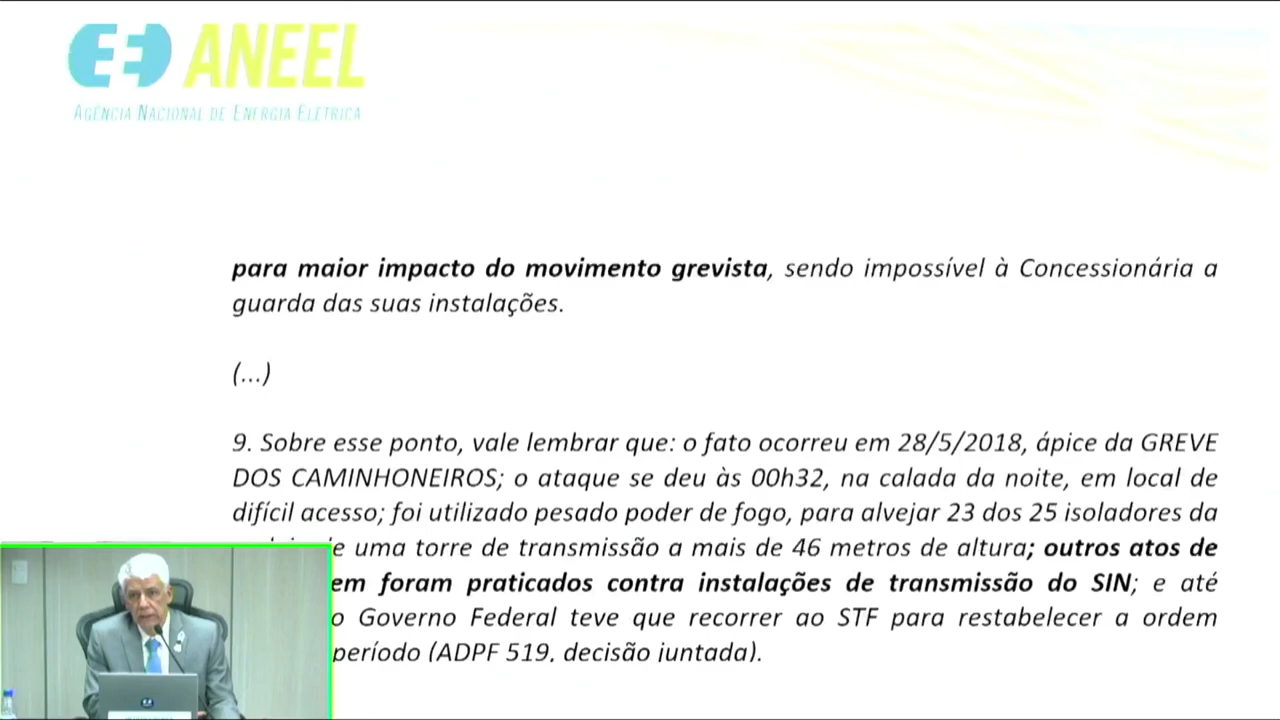 ANEEL
AGÊNCIA NACIONAL DE ENERGIA ELÉTRICA
para maior impacto do movimento grevista, sendo impossível à Concessionária a
guarda das suas instalações.
(...)
9. Sobre esse ponto, vale lembrar que: o fato ocorreu em 28/5/2018, ápice da GREVE
DOS CAMINHONEIROS; o ataque se deu às 00h32, na calada da noite, em local de
difícil acesso; foi utilizado pesado poder de fogo, para alvejar 23 dos 25 isoladores da
uma torre de transmissão a mais de 46 metros de altura; outros atos de
foram praticados contra instalações de transmissão do SIN; e até
o Governo Federal teve que recorrer ao STF para restabelecer a ordem
período (ADPF 519, decisão juntada).